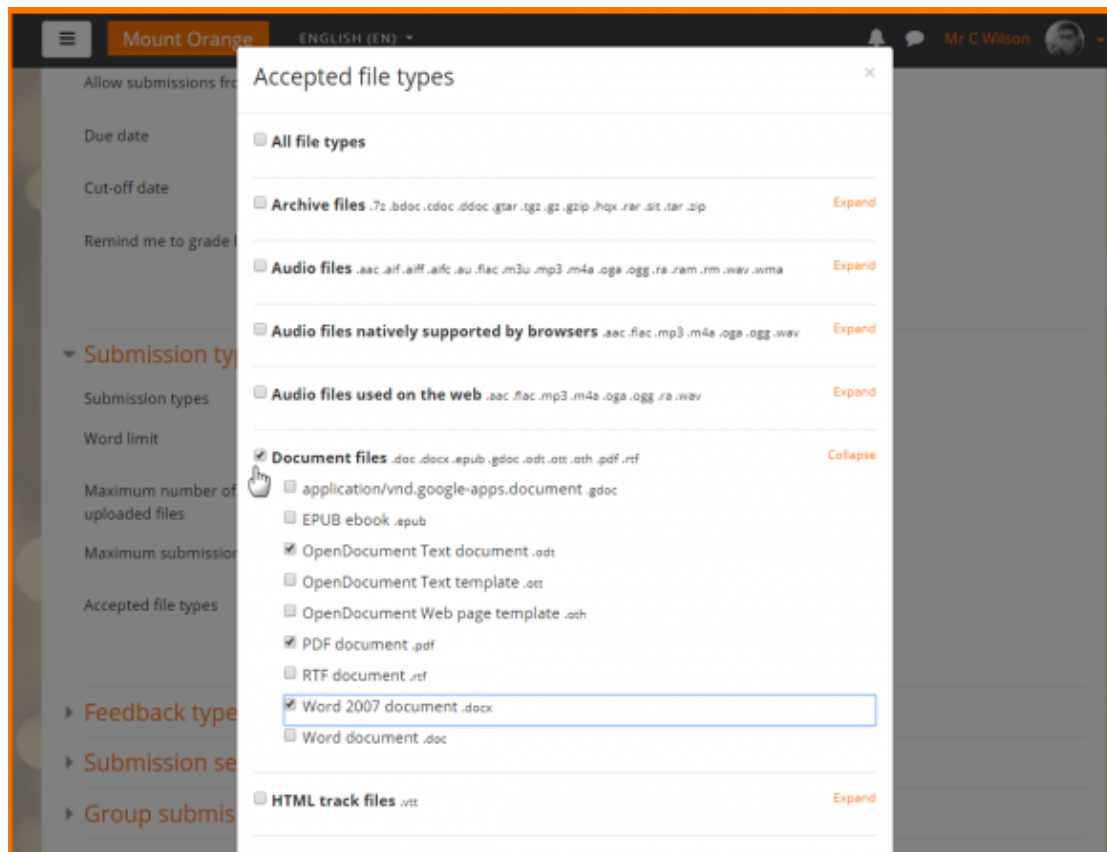 Mount Orange ENGLISH (EN) Mr C Wilson
Accepted file types ×
Allow submissions fro
Due date
Cut-off date
Remind me to grade
Submission typ
Submission types
Word limit
Maximum number of
uploaded files
Maximum submission
Accepted file types
Feedback type
Submission se
Group submis
All file types
Archive files .7z .bdoc .cdoc .ddoc .gtar .tgz .gz .gzip .hqx .rar .sit .tar .zip Expand
Audio files .aac .aif .aiff .aifc .au .flac .m3u .mp3 .m4a .oga .ogg .ra .ram .rm .wav .wma Expand
Audio files natively supported by browsers .aac .flac .mp3 .m4a .oga .ogg .wav Expand
Audio files used on the web .aac .flac .mp3 .m4a .oga .ogg .ra .wav Expand
Document files .doc .docx .epub .gdoc .odt .ott .oth .pdf .rtf Collapse
application/vnd.google-apps.document .gdoc
EPUB ebook .epub
OpenDocument Text document .odt
OpenDocument Text template .ott
OpenDocument Web page template .oth
PDF document .pdf
RTF document .rtf
Word 2007 document .docx
Word document .doc
HTML track files .vtt Expand